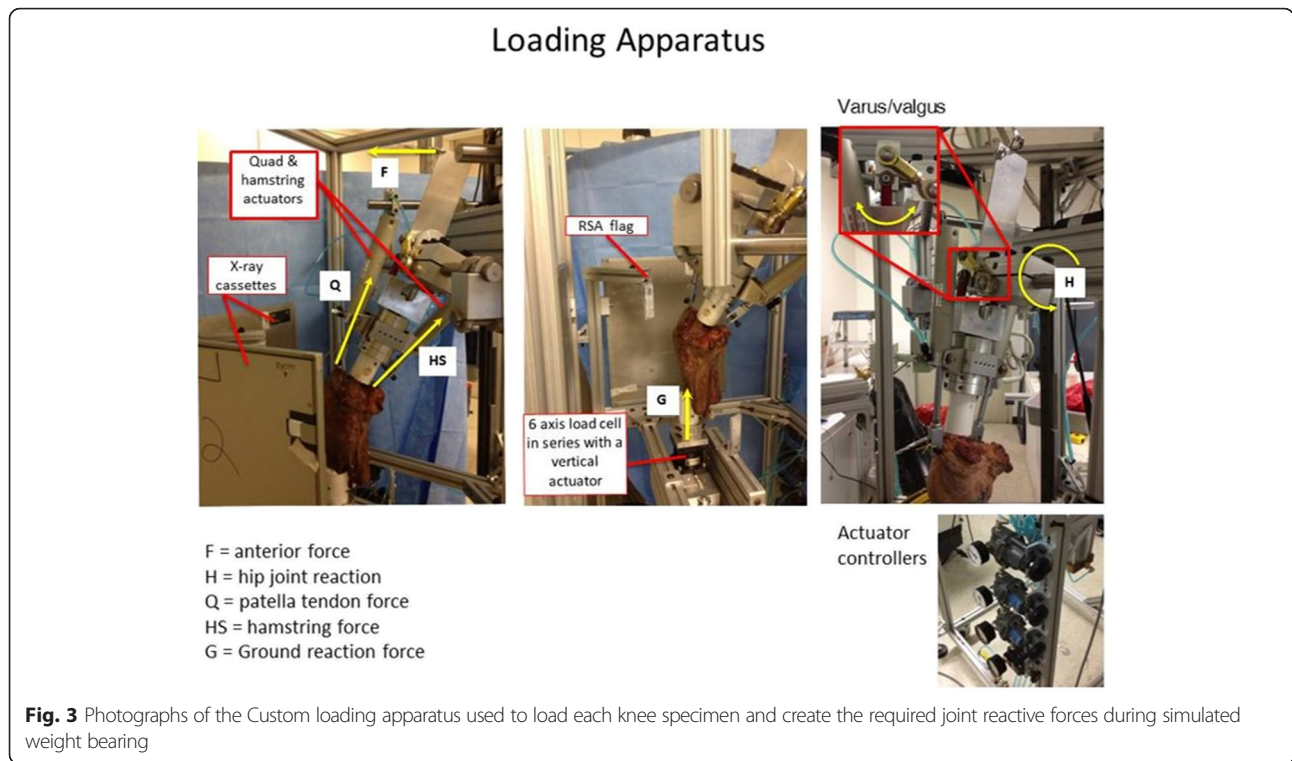 Loading Apparatus
Quad &
hamstring
actuators
F
X-ray
cassettes
Q
HS
RSA flag
G
6 axis load cell
in series with a
vertical
actuator
Varus/valgus
H
F = anterior force
H = hip joint reaction
Q = patella tendon force
HS = hamstring force
G = Ground reaction force
Actuator
controllers
Fig. 3 Photographs of the Custom loading apparatus used to load each knee specimen and create the required joint reactive forces during simulated
weight bearing